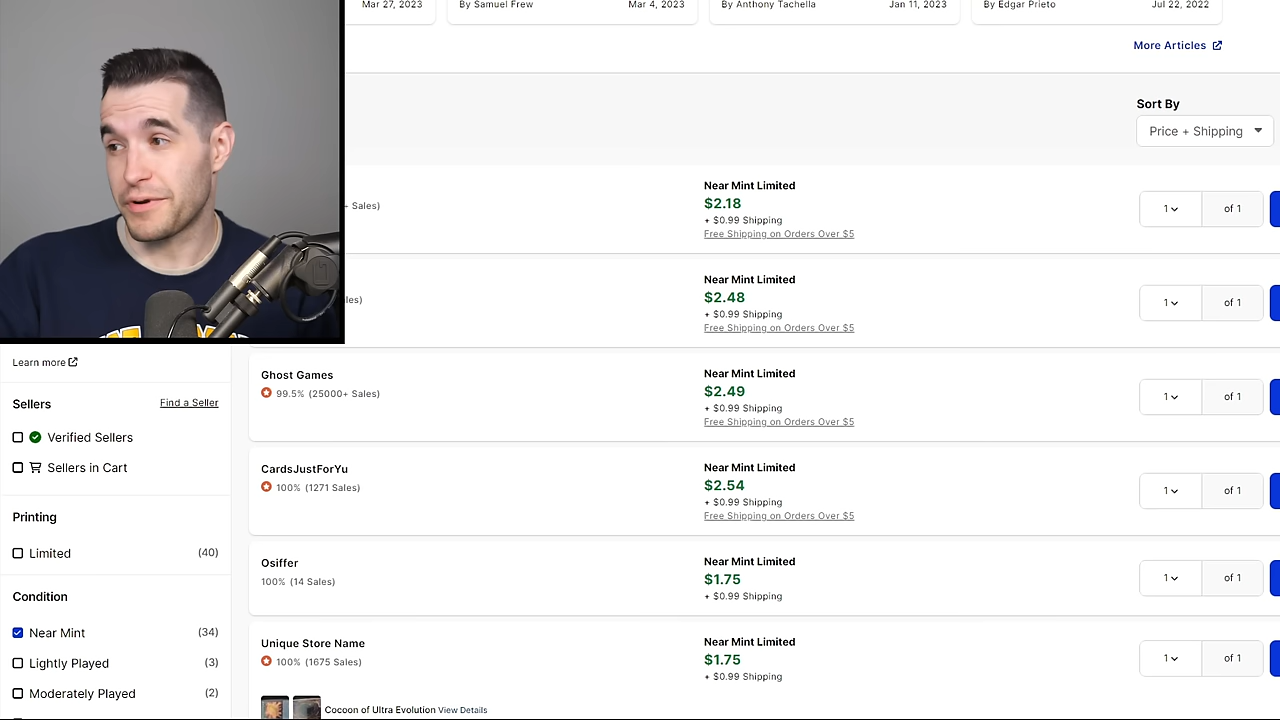 Mar 27, 2023
By Samuel Frew Mar 4, 2023
By Anthony Tachella Jan 11, 2023
By Edgar Prieto Jul 22, 2022
More Articles
Sort By
Price + Shipping
Sales)
Near Mint Limited
$2.18
+ $0.99 Shipping
Free Shipping on Orders Over $5
1 of 1
Near Mint Limited
$2.48
+ $0.99 Shipping
Free Shipping on Orders Over $5
1 of 1
Learn more
Sellers Find a Seller
Verified Sellers
Sellers in Cart
Printing
Limited (40)
Condition
Near Mint (34)
Lightly Played (3)
Moderately Played (2)
Ghost Games
99.5% (25000+ Sales)
Near Mint Limited
$2.49
+ $0.99 Shipping
Free Shipping on Orders Over $5
1 of 1
CardsJustForYu
100% (1271 Sales)
Near Mint Limited
$2.54
+ $0.99 Shipping
Free Shipping on Orders Over $5
1 of 1
Osiffer
100% (14 Sales)
Near Mint Limited
$1.75
+ $0.99 Shipping
1 of 1
Unique Store Name
100% (1675 Sales)
Near Mint Limited
$1.75
+ $0.99 Shipping
1 of 1
Cocoon of Ultra Evolution View Details